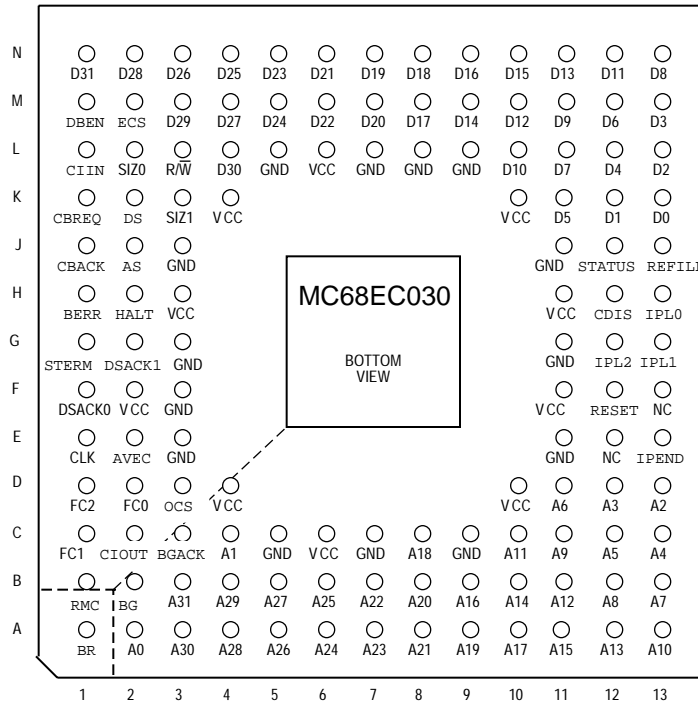 N
D31 D28 D26 D25 D23 D21 D19 D18 D16 D15 D13 D11 D8
M
DBEN ECS D29 D27 D24 D22 D20 D17 D14 D12 D9 D6 D3
L
CIIN SIZ0 R/W̅ D30 GND VCC GND GND GND D10 D7 D4 D2
K
CBREQ DS SIZ1 VCC VCC D5 D1 D0
J
CBACK AS GND GND STATUS REFILL
H
MC68EC030
BERR HALT VCC VCC CDIS IPL0
G
STERM DSACK1 GND BOTTOM VIEW GND IPL2 IPL1
F
DSACK0 VCC GND VCC RESET NC
E
CLK AVEC GND GND NC IPEND
D
FC2 FC0 OCS VCC VCC A6 A3 A2
C
FC1 CIOUT BGACK A1 GND VCC GND A18 GND A11 A9 A5 A4
B
RMC BG A31 A29 A27 A25 A22 A20 A16 A14 A12 A8 A7
A
BR A0 A30 A28 A26 A24 A23 A21 A19 A17 A15 A13 A10
1 2 3 4 5 6 7 8 9 10 11 12 13